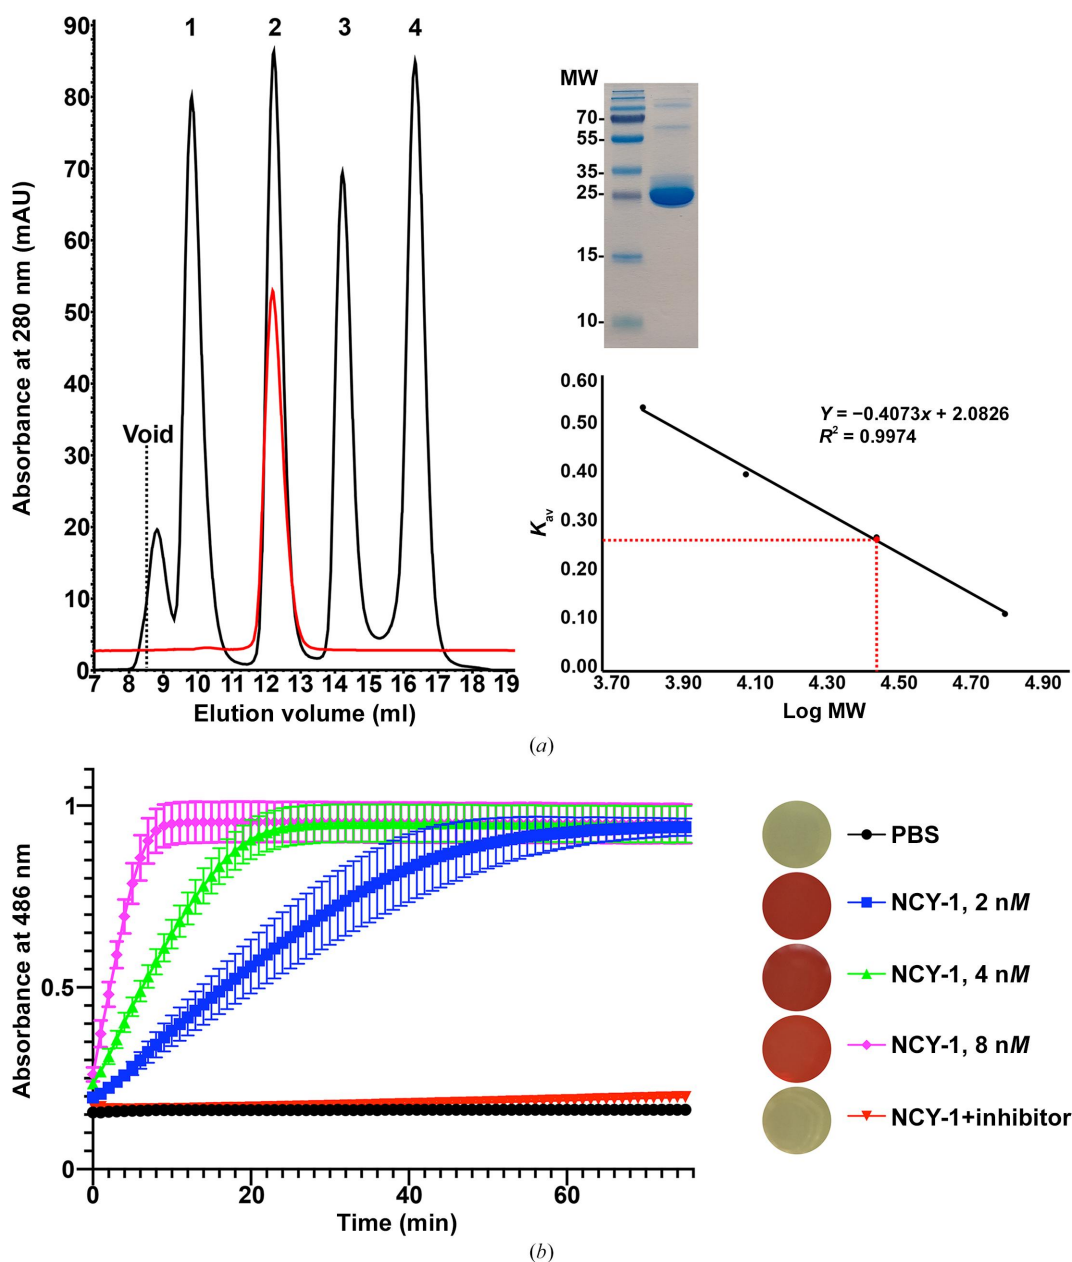 1 2 3 4
90
80
70
60
50
40
30
20
10
0
Absorbance at 280 nm (mAU)
Void
7 8 9 10 11 12 13 14 15 16 17 18 19
Elution volume (ml)
MW
70
55
35
25
15
10
0.60
0.50
0.40
0.30
0.20
0.10
0.00
Kav
Y = −0.4073x + 2.0826
R² = 0.9974
3.70 3.90 4.10 4.30 4.50 4.70 4.90
Log MW
(a)
1
0.5
0
Absorbance at 486 nm
0 20 40 60
Time (min)
PBS
NCY-1, 2 nM
NCY-1, 4 nM
NCY-1, 8 nM
NCY-1+inhibitor
(b)